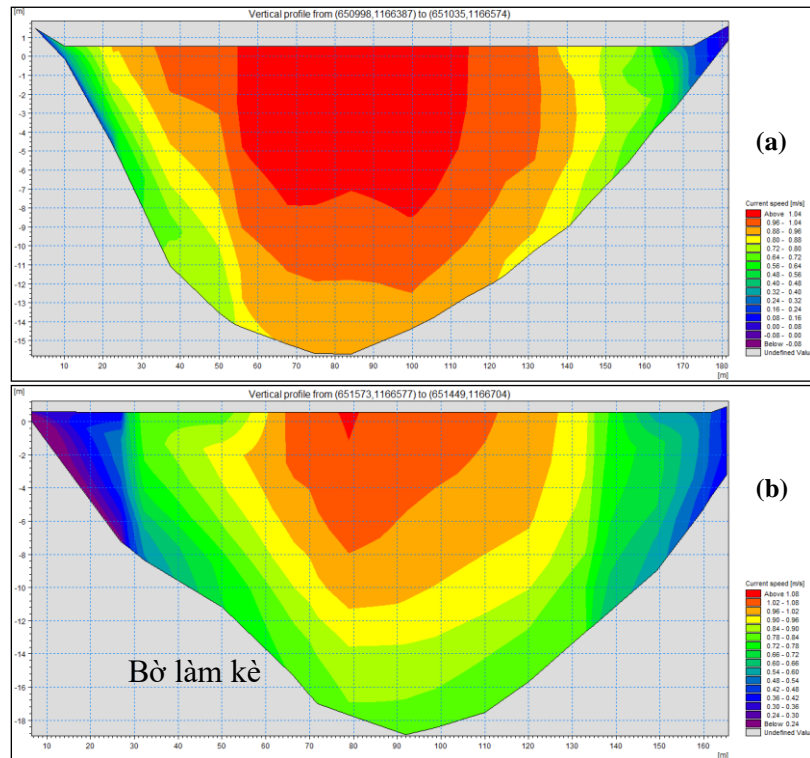 [m]
Vertical profile from (650998,1166387) to (651035,1166574)
1
0
-1
-2
-3
-4
-5
-6
-7
-8
-9
-10
-11
-12
-13
-14
-15
10 20 30 40 50 60 70 80 90 100 110 120 130 140 150 160 170 180
[m]
(a)
Current speed [m/s]
Above 1.04
0.96 - 1.04
0.88 - 0.96
0.80 - 0.88
0.72 - 0.80
0.64 - 0.72
0.56 - 0.64
0.48 - 0.56
0.40 - 0.48
0.32 - 0.40
0.24 - 0.32
0.16 - 0.24
0.08 - 0.16
0.00 - 0.08
-0.08 - 0.00
Below -0.08
Undefined Valu
[m]
Vertical profile from (651573,1166577) to (651449,1166704)
0
-2
-4
-6
-8
-10
-12
-14
-16
-18
Bờ làm kè
10 20 30 40 50 60 70 80 90 100 110 120 130 140 150 160
[m]
(b)
Current speed [m/s]
Above 1.08
1.02 - 1.08
0.96 - 1.02
0.90 - 0.96
0.84 - 0.90
0.78 - 0.84
0.72 - 0.78
0.66 - 0.72
0.60 - 0.66
0.54 - 0.60
0.48 - 0.54
0.42 - 0.48
0.36 - 0.42
0.30 - 0.36
0.24 - 0.30
Below 0.24
Undefined Valu